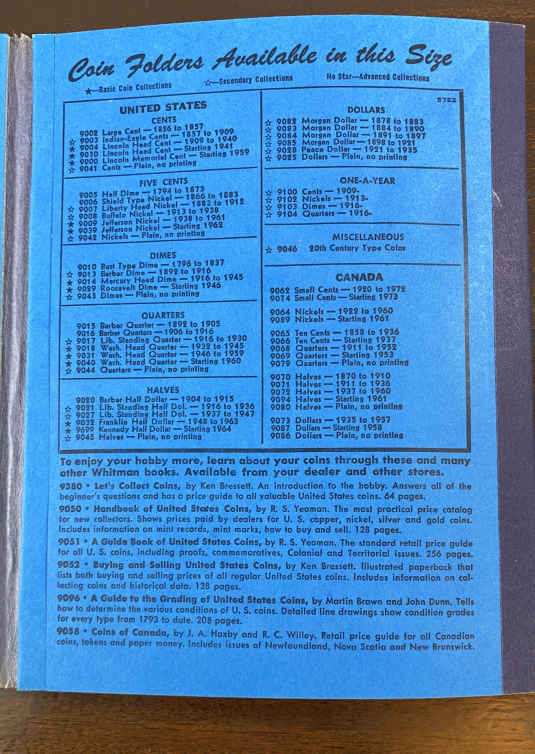 Coin Folders Available in this Size
★—Basic Coin Collections ☆—Secondary Collections No Star—Advanced Collections
5722
UNITED STATES
CENTS
9002 Large Cent — 1826 to 1857
☆ 9003 Indian-Eagle Cents — 1857 to 1909
★ 9004 Lincoln Head Cent — 1909 to 1940
★ 9030 Lincoln Head Cent — Starting 1941
★ 9000 Lincoln Memorial Cent — Starting 1959
☆ 9041 Cents — Plain, no printing
FIVE CENTS
9005 Half Dime — 1794 to 1873
9006 Shield Type Nickel — 1866 to 1883
☆ 9007 Liberty Head Nickel — 1883 to 1912
☆ 9008 Buffalo Nickel — 1913 to 1938
★ 9009 Jefferson Nickel — 1938 to 1961
★ 9039 Jefferson Nickel — Starting 1962
☆ 9042 Nickels — Plain, no printing
DIMES
9010 Bust Type Dime — 1796 to 1837
☆ 9013 Barber Dime — 1892 to 1916
★ 9014 Mercury Head Dime — 1916 to 1945
★ 9029 Roosevelt Dime — Starting 1946
☆ 9043 Dimes — Plain, no printing
QUARTERS
9015 Barber Quarter — 1892 to 1905
9016 Barber Quarters — 1906 to 1916
☆ 9017 Lib. Standing Quarter — 1916 to 1930
★ 9018 Wash. Head Quarter — 1932 to 1945
★ 9031 Wash. Head Quarter — 1946 to 1959
★ 9040 Wash. Head Quarter — Starting 1960
☆ 9044 Quarters — Plain, no printing
HALVES
9020 Barber Half Dollar — 1904 to 1915
☆ 9021 Lib. Standing Half Dol. — 1916 to 1936
☆ 9027 Lib. Standing Half Dol. — 1937 to 1947
★ 9032 Franklin Half Dollar — 1948 to 1963
★ 9699 Kennedy Half Dollar — Starting 1964
☆ 9045 Halves — Plain, no printing
DOLLARS
☆ 9082 Morgan Dollar — 1878 to 1883
☆ 9083 Morgan Dollar — 1884 to 1890
☆ 9084 Morgan Dollar — 1891 to 1897
☆ 9085 Morgan Dollar — 1898 to 1921
☆ 9028 Peace Dollar — 1921 to 1935
☆ 9025 Dollars — Plain, no printing
ONE-A-YEAR
☆ 9100 Cents — 1909-
☆ 9102 Nickels — 1913-
☆ 9103 Dimes — 1916-
☆ 9104 Quarters — 1916-
MISCELLANEOUS
☆ 9046 20th Century Type Coins
CANADA
9062 Small Cents — 1920 to 1972
9074 Small Cents — Starting 1973
9064 Nickels — 1922 to 1960
9089 Nickels — Starting 1961
9065 Ten Cents — 1858 to 1936
9066 Ten Cents — Starting 1937
9068 Quarters — 1911 to 1952
9069 Quarters — Starting 1953
9079 Quarters — Plain, no printing
9070 Halves — 1870 to 1910
9071 Halves — 1911 to 1936
9072 Halves — 1937 to 1960
9094 Halves — Starting 1961
9080 Halves — Plain, no printing
9073 Dollars — 1935 to 1957
9087 Dollars — Starting 1958
9086 Dollars — Plain, no printing
To enjoy your hobby more, learn about your coins through these and many
other Whitman books. Available from your dealer and other stores.
9380 • Let's Collect Coins, by Ken Bressett. An introduction to the hobby. Answers all of the
beginner's questions and has a price guide to all valuable United States coins. 64 pages.
9050 • Handbook of United States Coins, by R. S. Yeoman. The most practical price catalog
for new collectors. Shows prices paid by dealers for U. S. copper, nickel, silver and gold coins.
Includes information on mint records, mint marks, how to buy and sell. 128 pages.
9051 • A Guide Book of United States Coins, by R. S. Yeoman. The standard retail price guide
for all U. S. coins, including proofs, commemoratives, Colonial and Territorial issues. 256 pages.
9052 • Buying and Selling United States Coins, by Ken Bressett. Illustrated paperback that
lists both buying and selling prices of all regular United States coins. Includes information on col-
lecting coins and historical data. 128 pages.
9096 • A Guide to the Grading of United States Coins, by Martin Brown and John Dunn. Tells
how to determine the various conditions of U. S. coins. Detailed line drawings show condition grades
for every type from 1793 to date. 208 pages.
9058 • Coins of Canada, by J. A. Haxby and R. C. Willey. Retail price guide for all Canadian
coins, tokens and paper money. Includes issues of Newfoundland, Nova Scotia and New Brunswick.